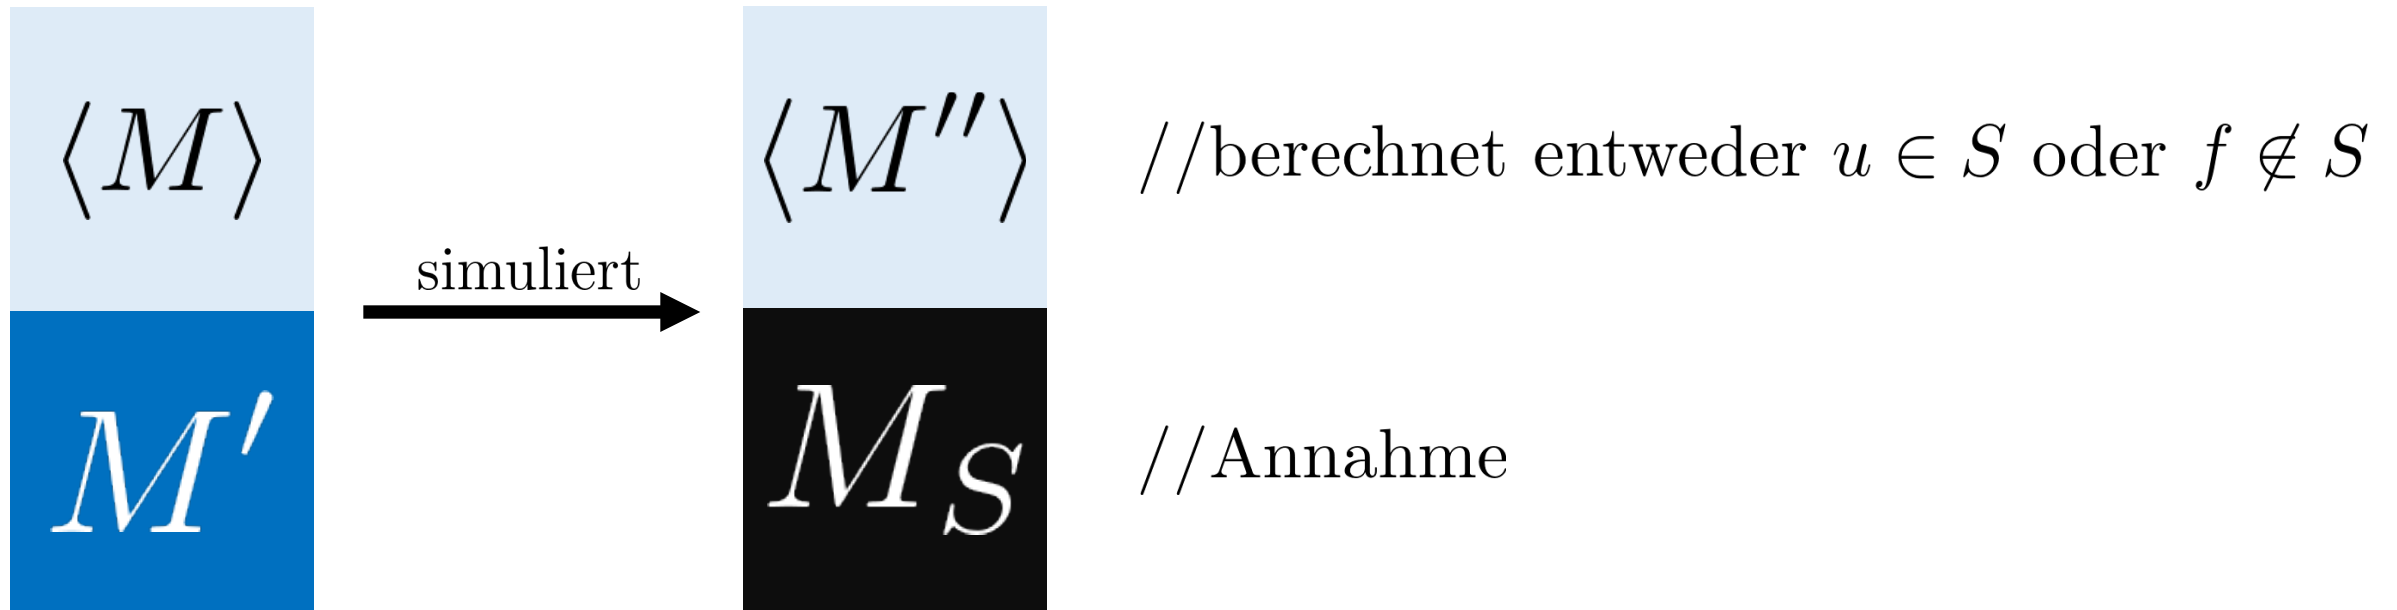 ⟨M⟩
⟨M″⟩
//berechnet entweder u ∈ S oder f ∉ S
simuliert
M′
M_S
//Annahme